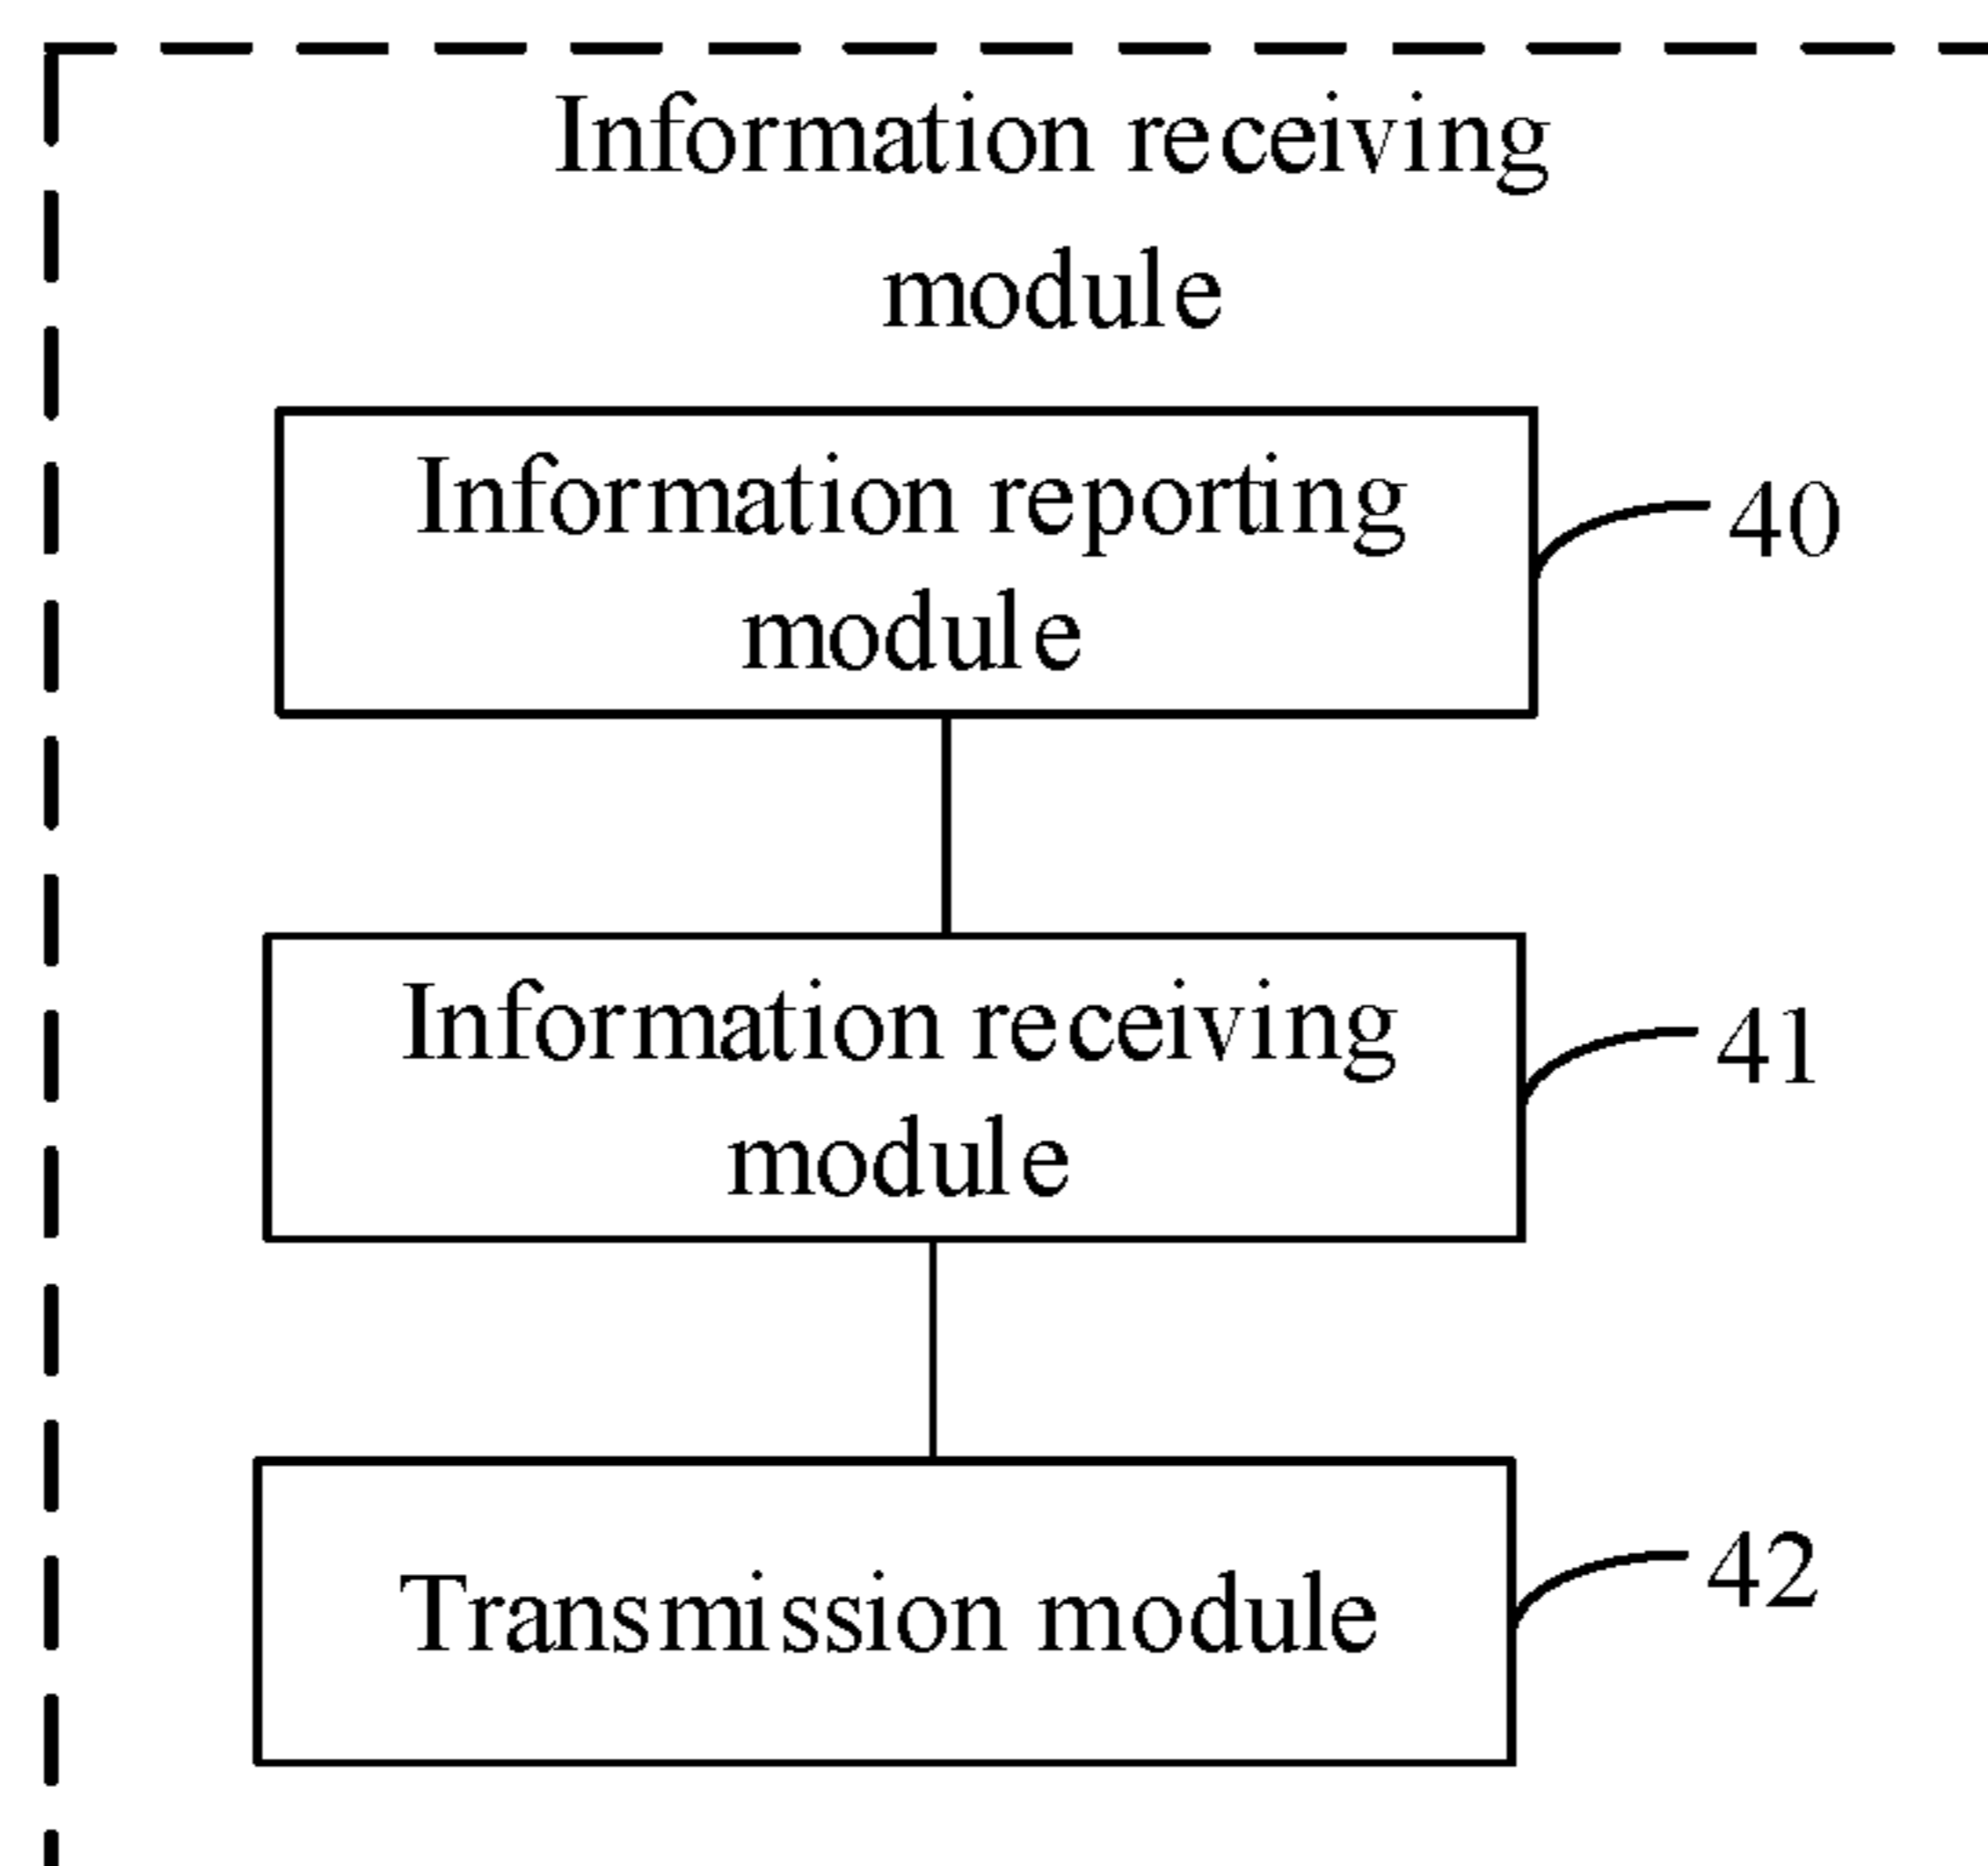 Information receiving
module
Information reporting
module
40
Information receiving
module
41
Transmission module
42